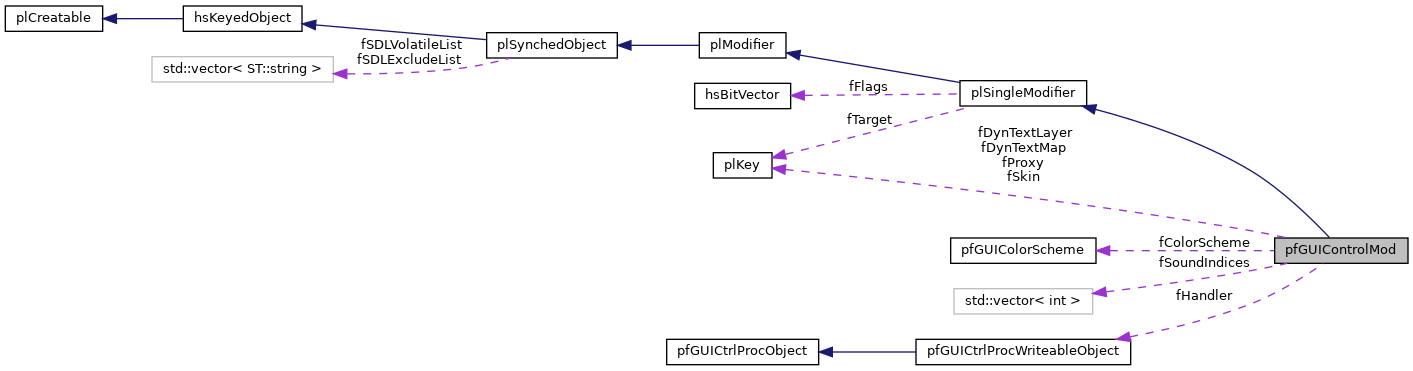 plCreatable
hsKeyedObject
plSynchedObject
plModifier
fSDLVolatileList
fSDLExcludeList
std::vector< ST::string >
plSingleModifier
fFlags
hsBitVector
fTarget
plKey
fDynTextLayer
fDynTextMap
fProxy
fSkin
pfGUIColorScheme
fColorScheme
pfGUIControlMod
fSoundIndices
std::vector< int >
fHandler
pfGUICtrlProcObject
pfGUICtrlProcWriteableObject